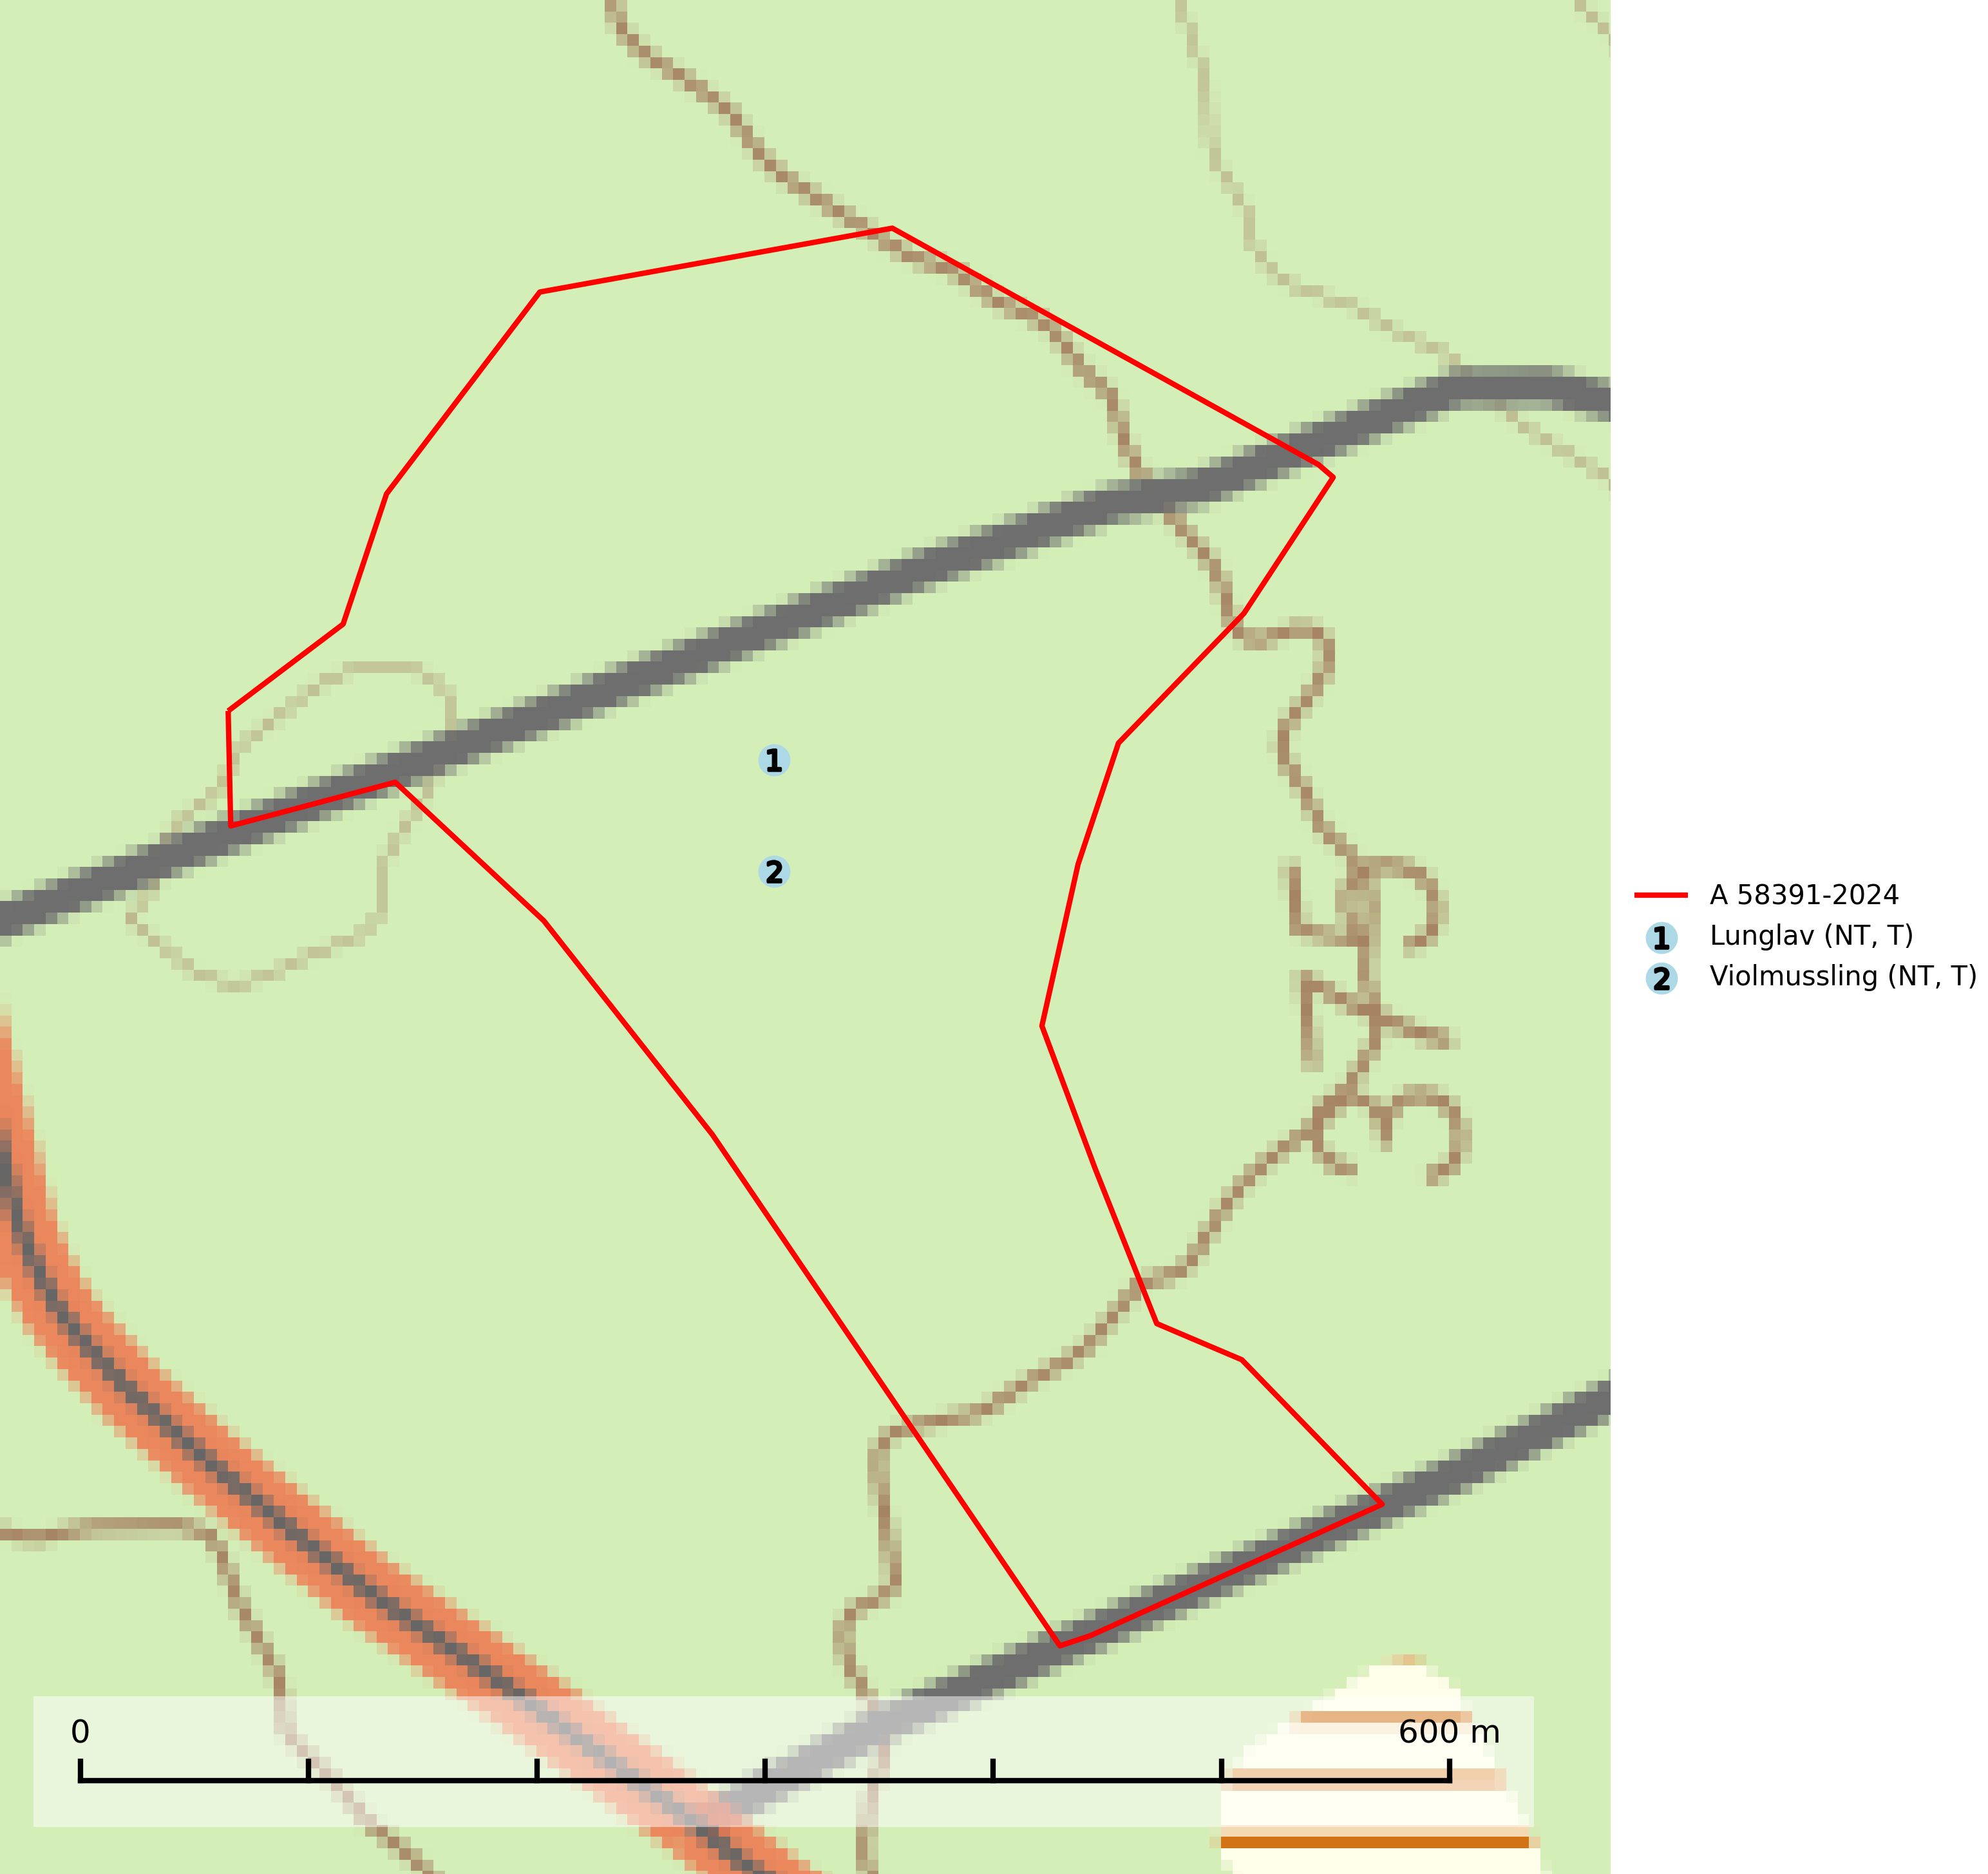 1
2
A 58391-2024
1 Lunglav (NT, T)
2 Violmussling (NT, T)
0 600 m